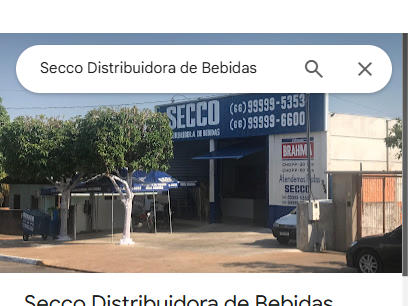 Secco Distribuidora de Bebidas
SECCO
DISTRIBUIDORA DE BEBIDAS
(66) 99999-5353
(66) 99999-6600
BRAHMA
Atendemos
SECCO
Secco Distribuidora de Bebidas